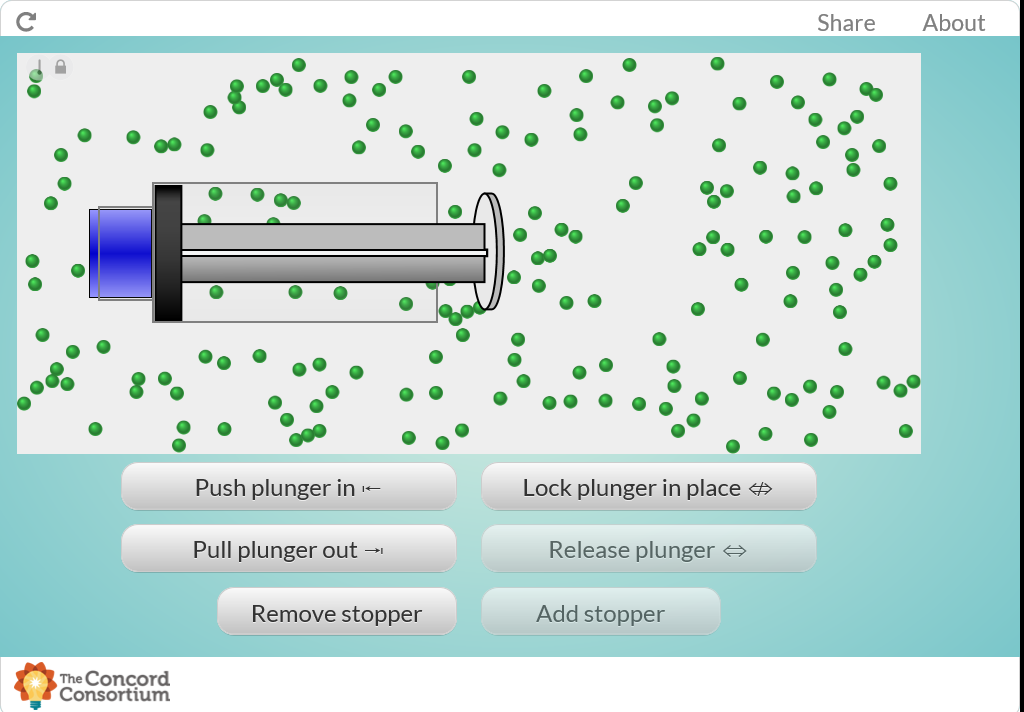 Share About
Push plunger in
Lock plunger in place
Pull plunger out
Release plunger
Remove stopper
Add stopper
The Concord
Consortium